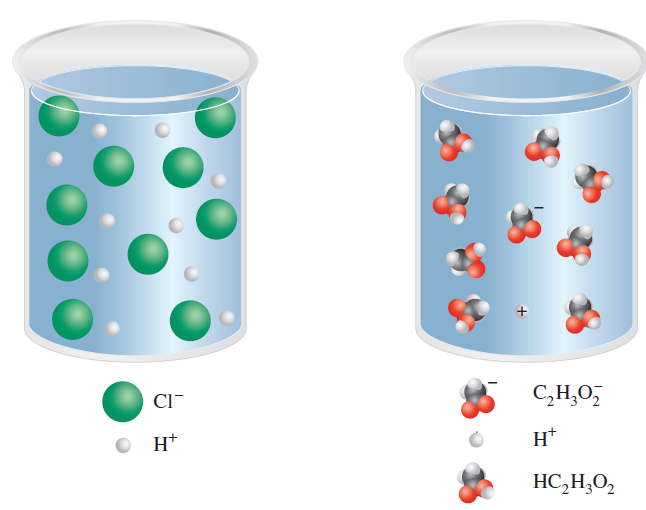 −
+
Cl⁻
H⁺
−
C₂H₃O₂⁻
H⁺
HC₂H₃O₂